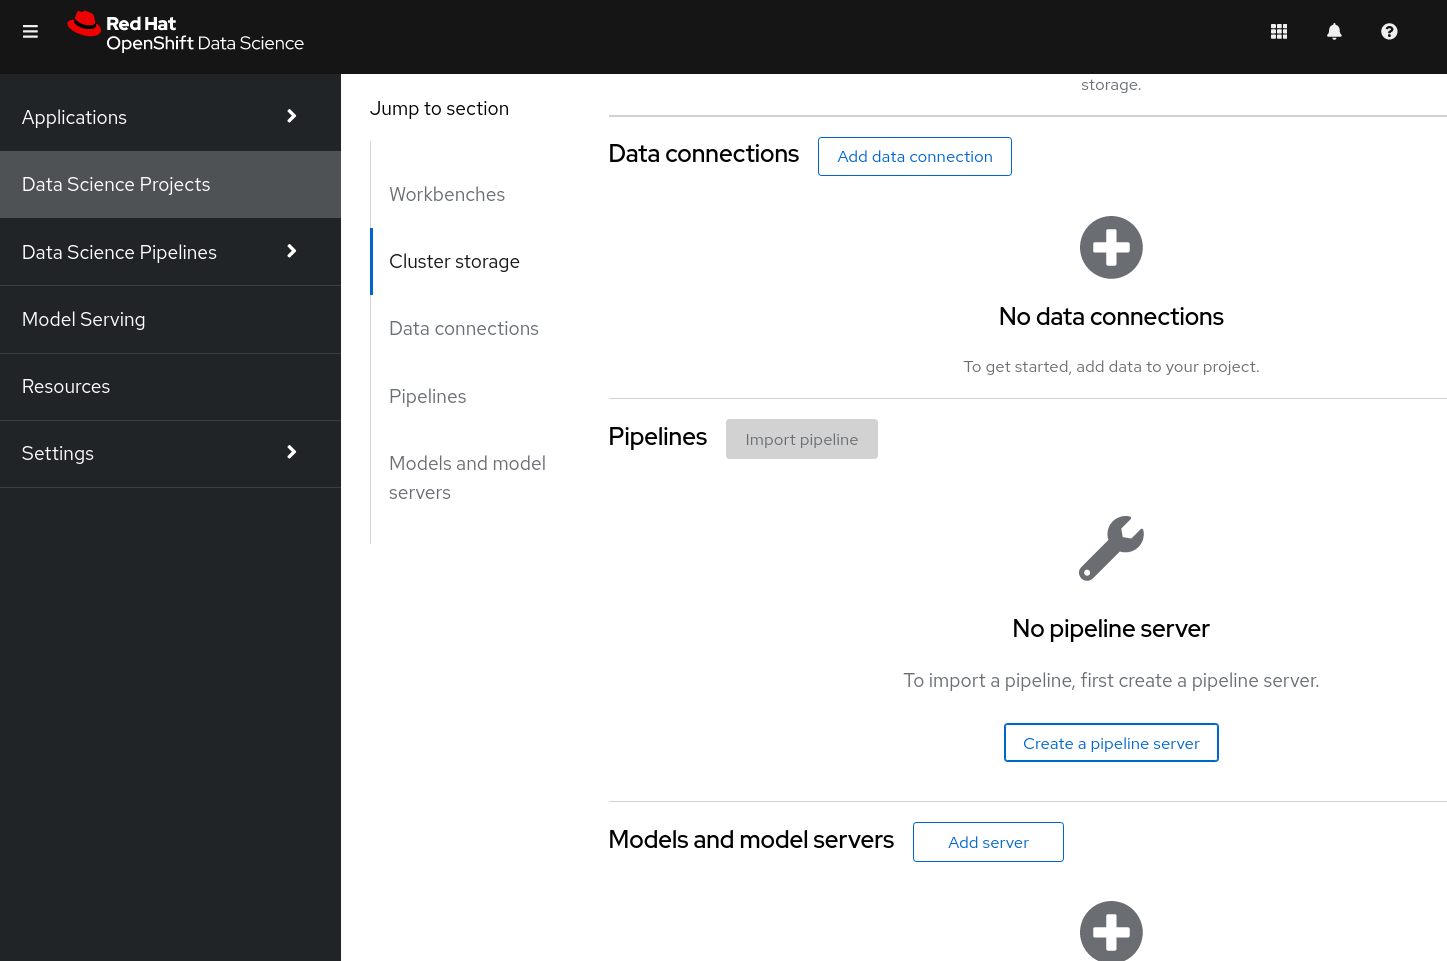 Red Hat
OpenShift Data Science
Applications
Data Science Projects
Data Science Pipelines
Model Serving
Resources
Settings
Jump to section
Workbenches
Cluster storage
Data connections
Pipelines
Models and model
servers
storage.
Data connections
Add data connection
No data connections
To get started, add data to your project.
Pipelines
Import pipeline
No pipeline server
To import a pipeline, first create a pipeline server.
Create a pipeline server
Models and model servers
Add server